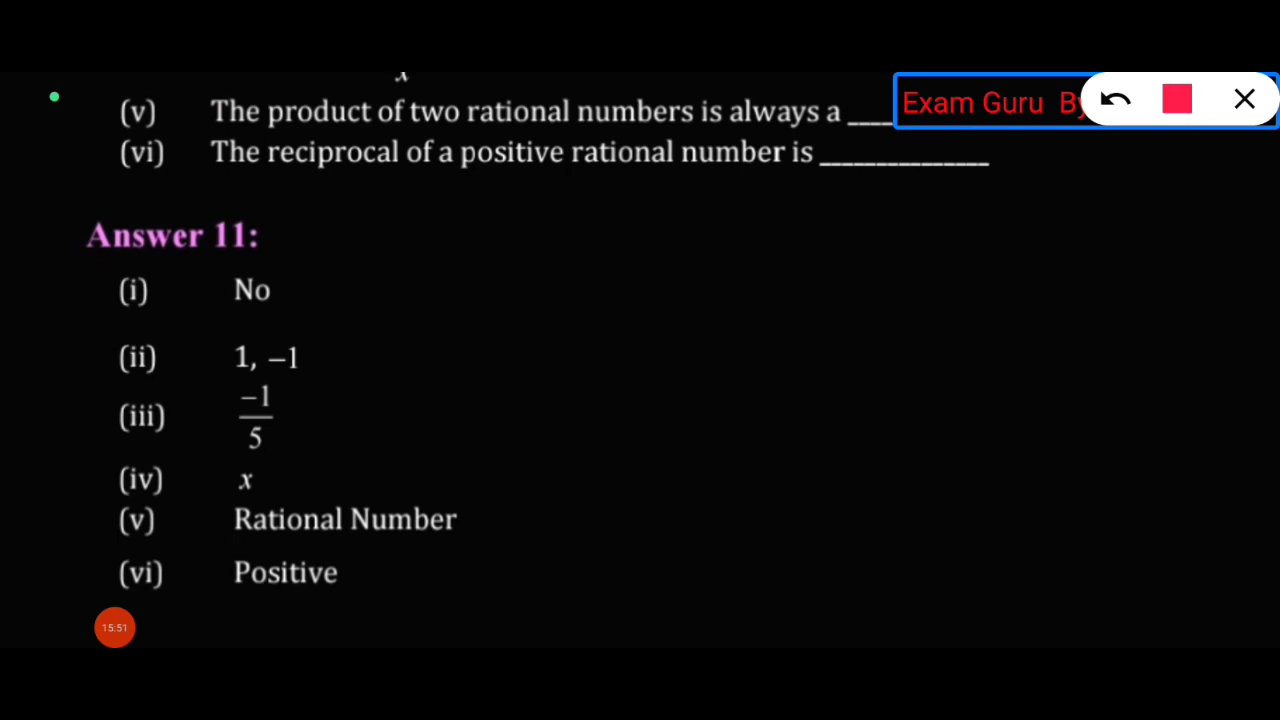 (v) The product of two rational numbers is always a ____ Exam Guru
(vi) The reciprocal of a positive rational number is _______________
Answer 11:
(i) No
(ii) 1, −1
(iii) −1/5
(iv) x
(v) Rational Number
(vi) Positive
15:51